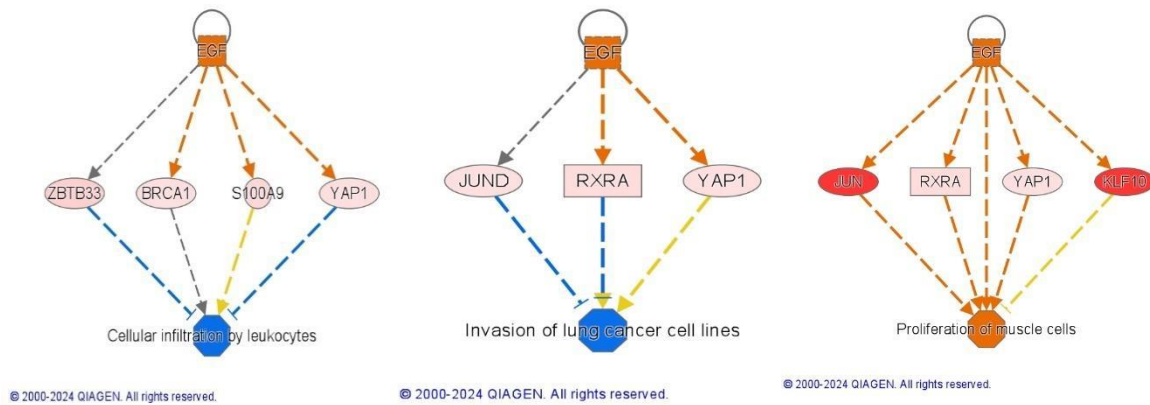 EGF
ZBTB33 BRCA1 S100A9 YAP1
Cellular infiltration by leukocytes
© 2000-2024 QIAGEN. All rights reserved.
EGF
JUND RXRA YAP1
Invasion of lung cancer cell lines
© 2000-2024 QIAGEN. All rights reserved.
EGF
JUN RXRA YAP1 KLF10
Proliferation of muscle cells
© 2000-2024 QIAGEN. All rights reserved.